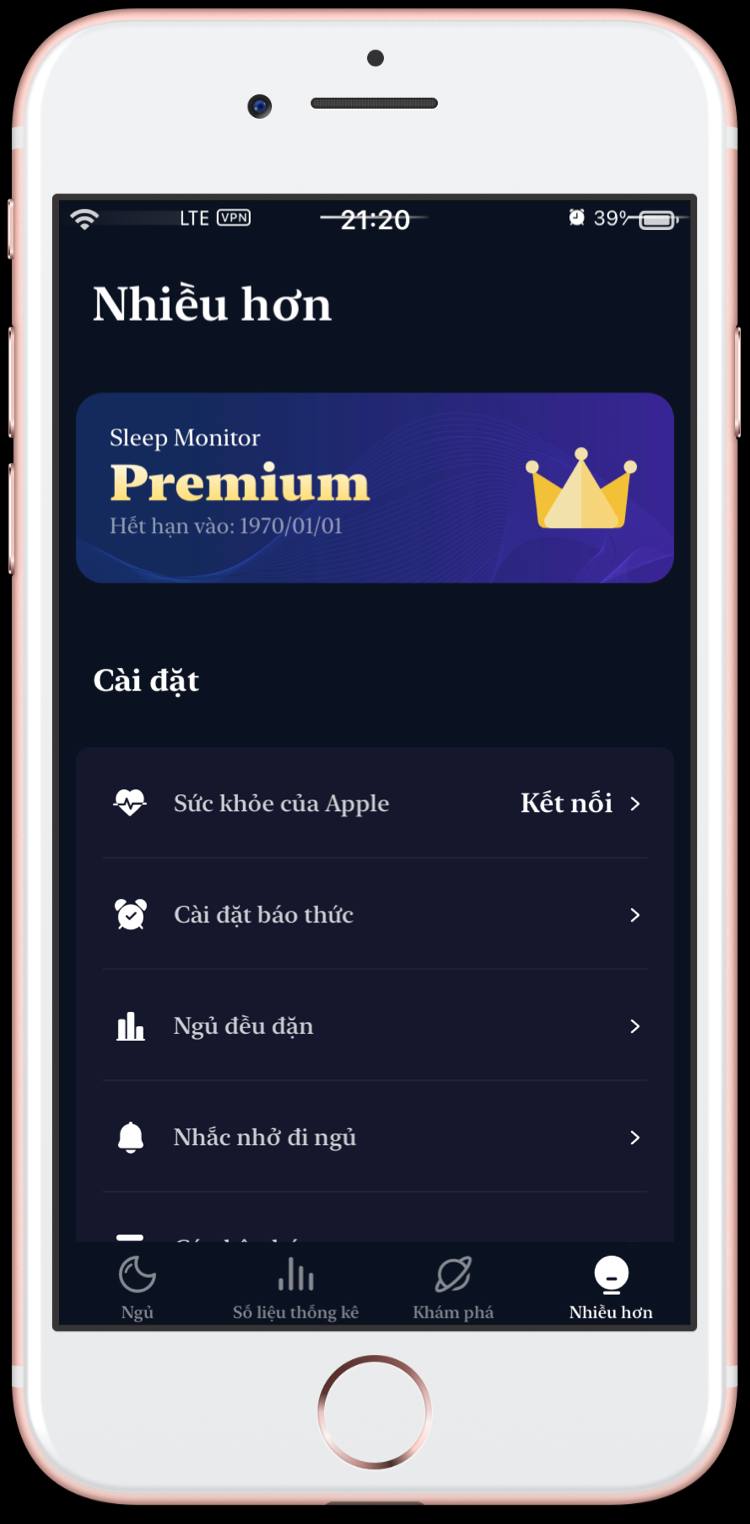 LTE VPN 21:20 39%
Nhiều hơn
Sleep Monitor
Premium
Hết hạn vào: 1970/01/01
Cài đặt
Sức khỏe của Apple Kết nối
Cài đặt báo thức
Ngủ đều đặn
Nhắc nhở đi ngủ
Ngủ Số liệu thống kê Khám phá Nhiều hơn